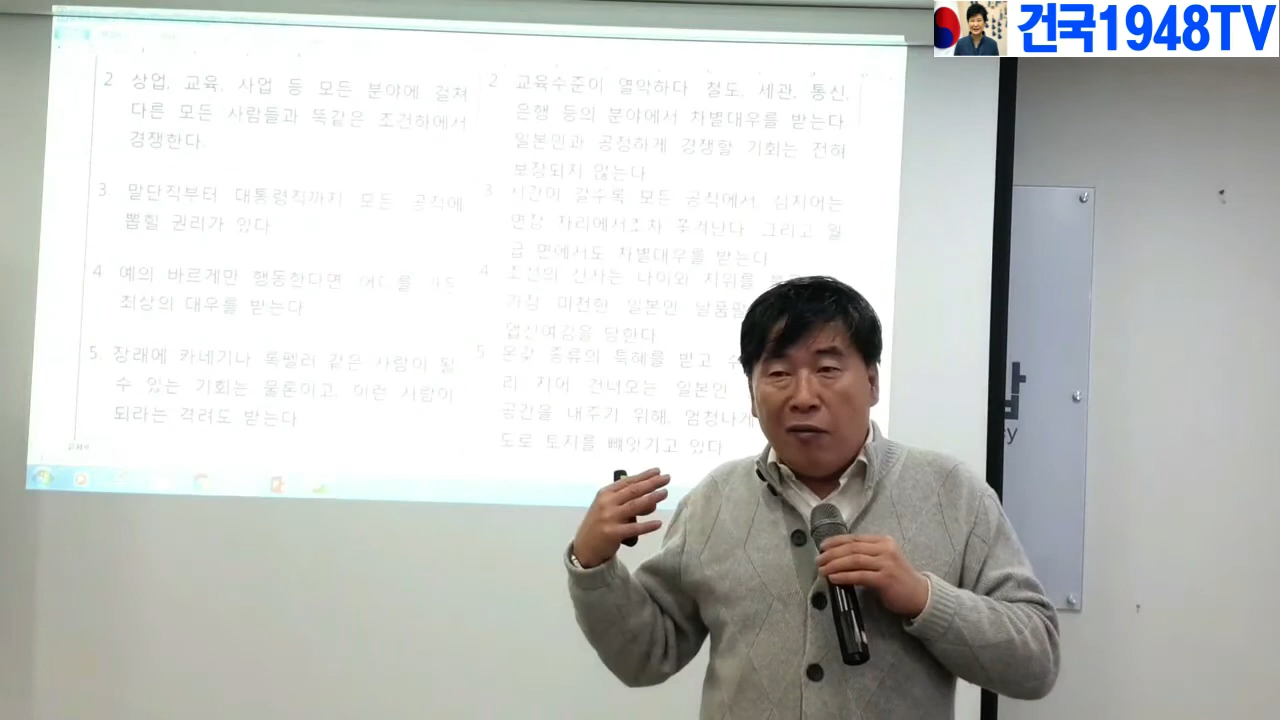 건국1948TV
2 상업, 교육, 사업 등 모든 분야에 걸쳐
다른 모든 사람들과 똑같은 조건하에서
경쟁한다.
3. 말단직부터 대통령직까지 모든 공직에
뽑힐 권리가 있다
4 예의 바르게만 행동한다면 어디를 가든
최상의 대우를 받는다
5. 장래에 카네기나 록펠러 같은 사람이 될
수 있는 기회는 물론이고, 이런 사람이
되라는 격려도 받는다
2 교육수준이 열악하다 철도, 세관, 통신,
은행 등의 분야에서 차별대우를 받는다
일본인과 공정하게 경쟁할 기회는 전혀
보장되지 않는다
3 시간이 갈수록 모든 공직에서, 심지어는
면장 자리에서조차 쫓겨난다 그리고 월
급 면에서도 차별대우를 받는다
4 조선의 신사는 나이와 지위를
미천한 일본인
업신여김을 당한다
5 온갖 종류의 특혜를 받고
리 지어 건너오는 일본인
공간을 내주기 위해, 엄청나게
도로 토지를 빼앗기고 있다